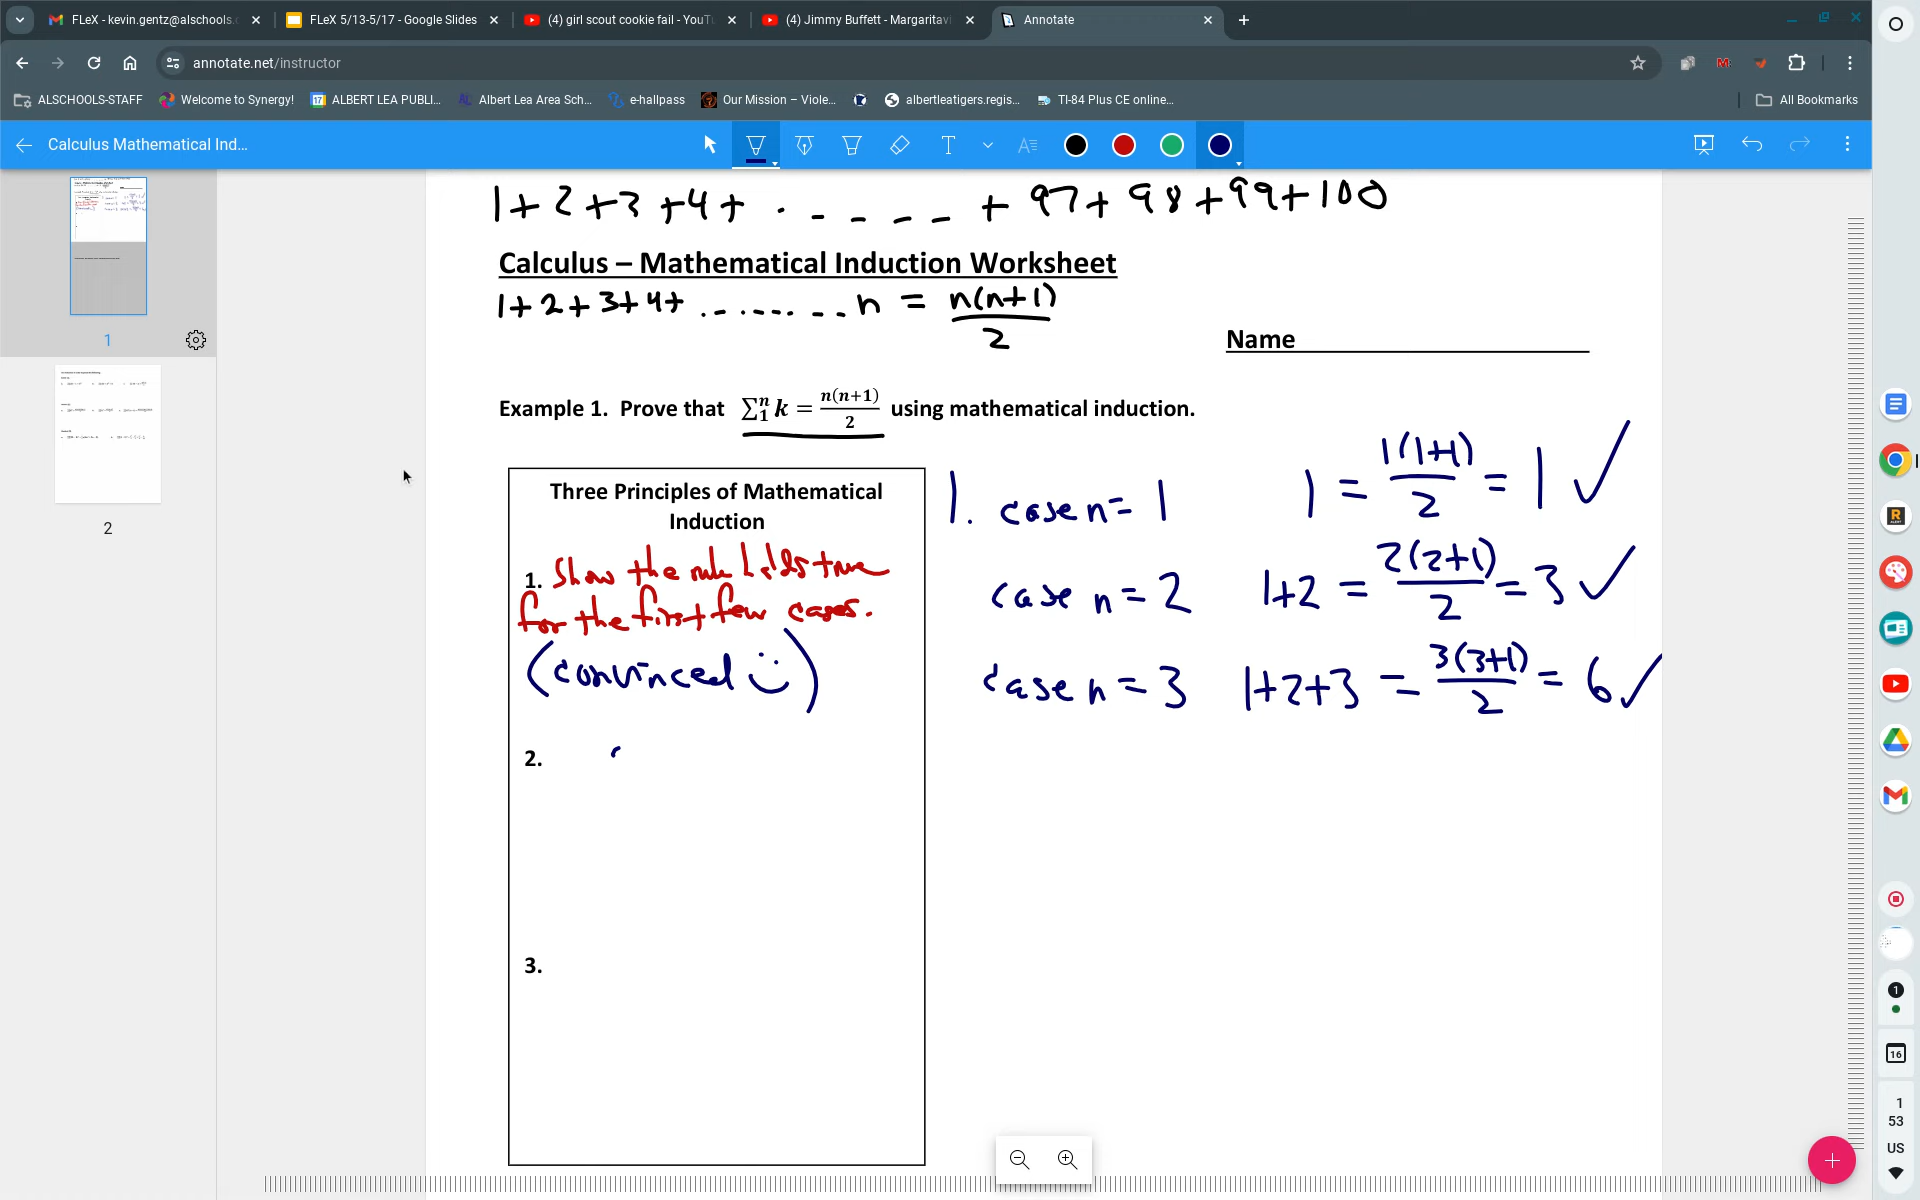 FLeX - kevin.gentz@alschools.
FLeX 5/13-5/17 - Google Slides
(4) girl scout cookie fail - YouTu
(4) Jimmy Buffett - Margaritavi
Annotate
annotate.net/instructor
ALSCHOOLS-STAFF
Welcome to Synergy!
17
ALBERT LEA PUBLI...
Albert Lea Area Sch...
e-hallpass
Our Mission – Viole...
albertleatigers.regis...
TI-84 Plus CE online...
All Bookmarks
Calculus Mathematical Ind...
T
1+2+3+4+ . - - - - + 97+98+99+100
Calculus – Mathematical Induction Worksheet
1+2+3+4+ ......... n = n(n+1)/2
Name
Example 1. Prove that ∑₁ⁿ k = n(n+1)/2 using mathematical induction.
Three Principles of Mathematical
Induction
1. Show the rule holds true
for the first few cases.
(convinced ☺)
2.
3.
1. case n = 1   1 = 1(1+1)/2 = 1 ✓
case n = 2   1+2 = 2(2+1)/2 = 3 ✓
case n = 3   1+2+3 = 3(3+1)/2 = 6 ✓
1
2
1
16
1
53
US